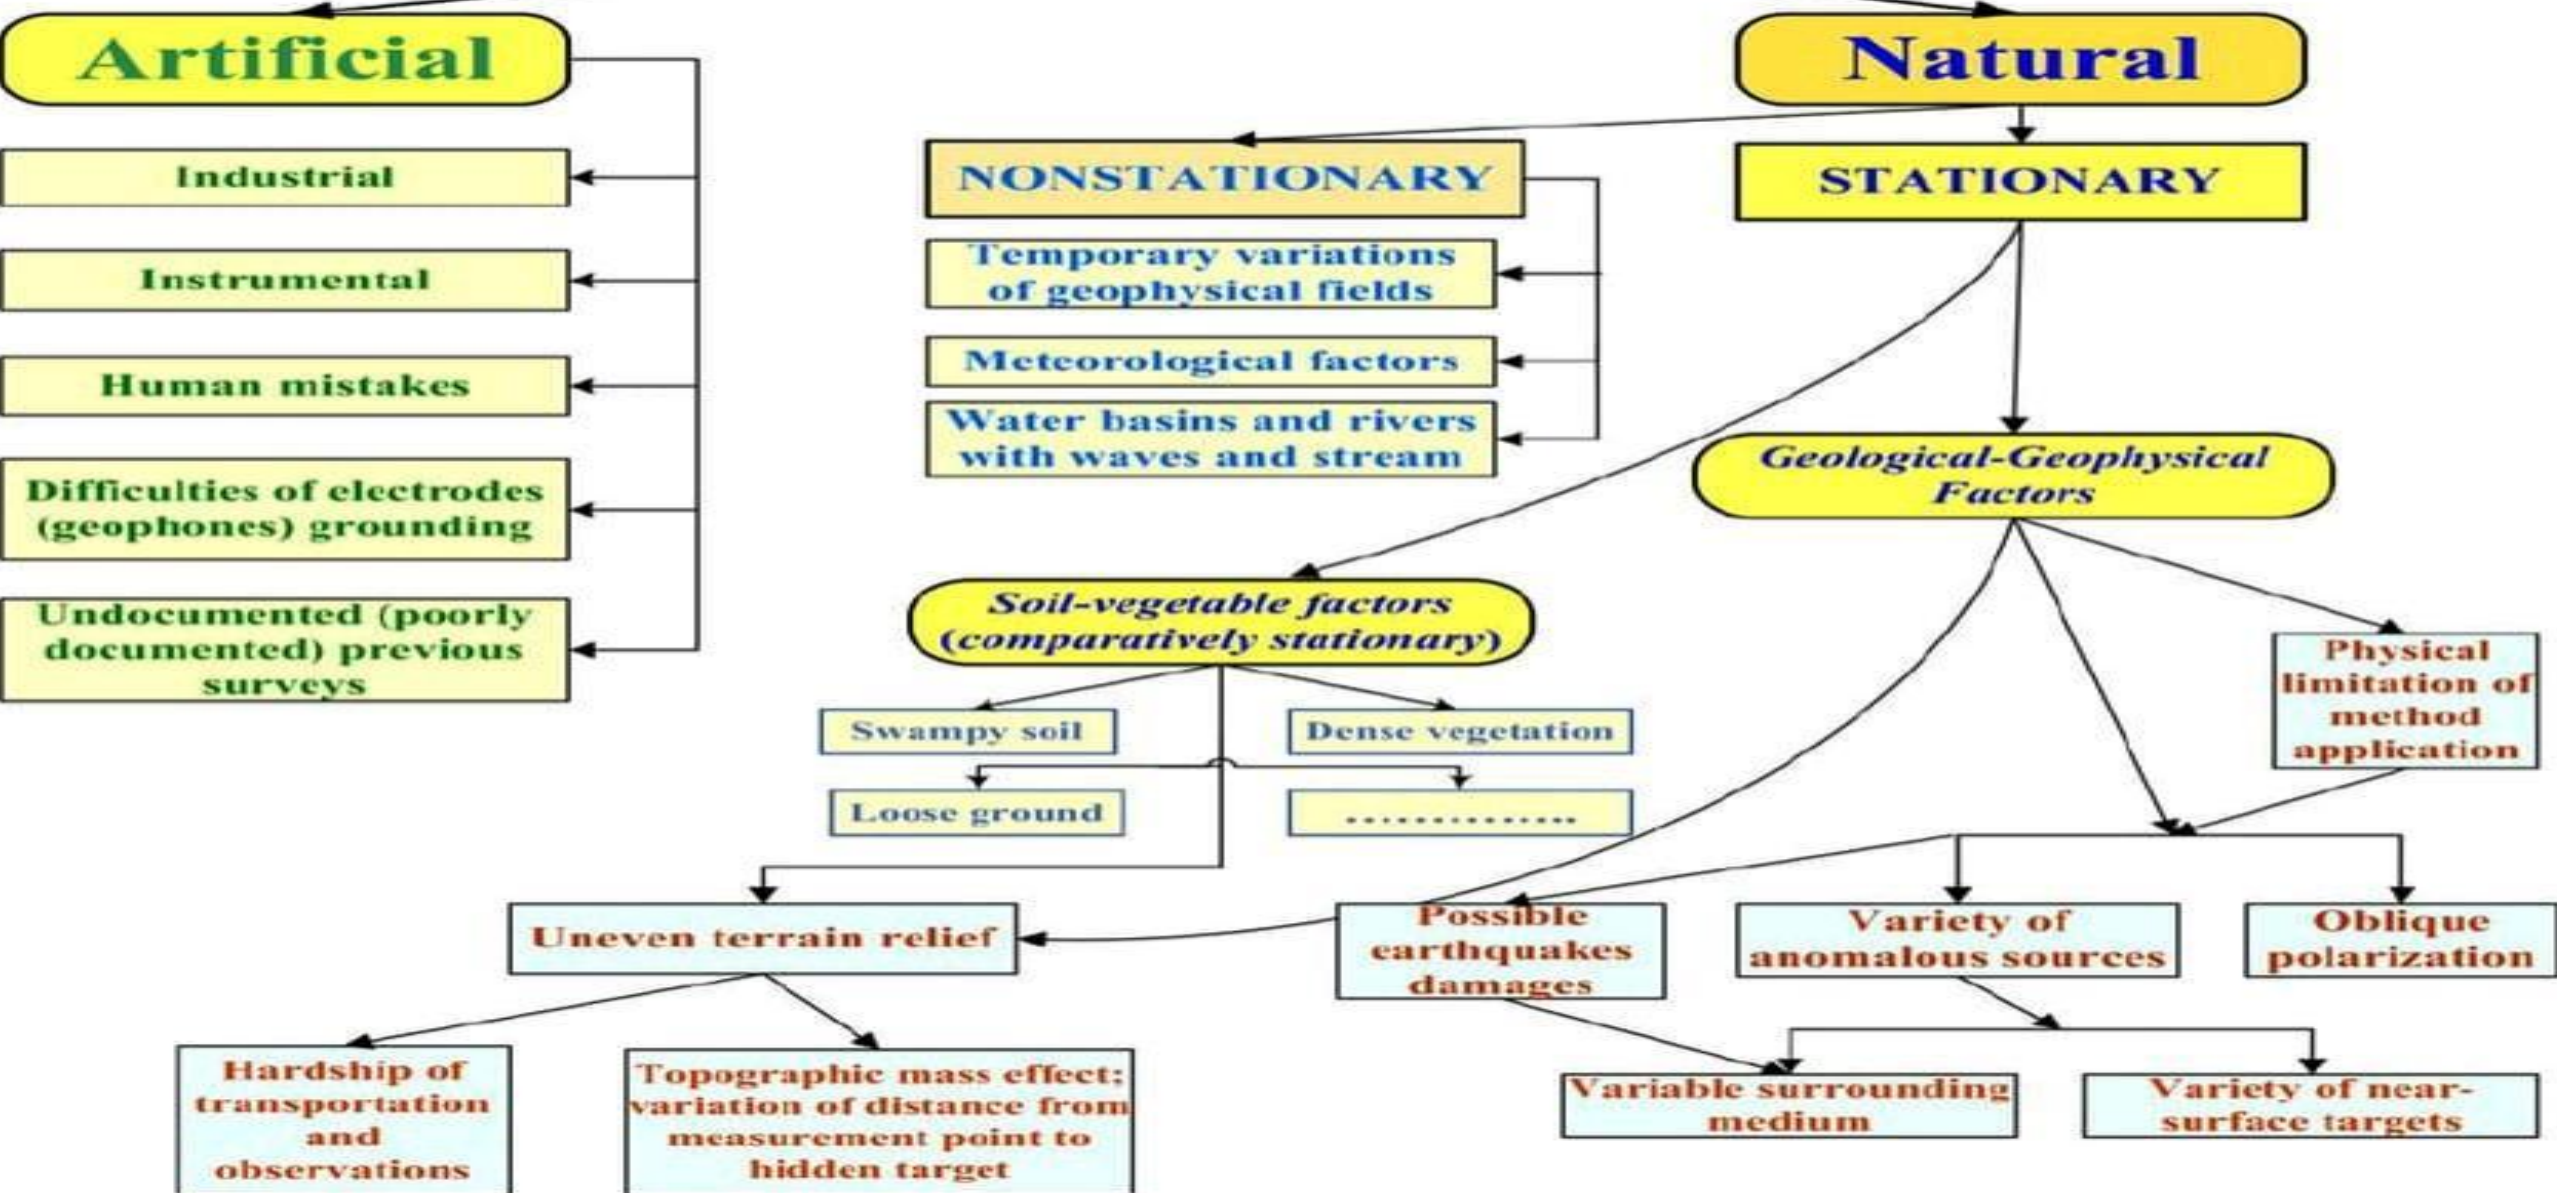 Artificial
Industrial
Instrumental
Human mistakes
Difficulties of electrodes
(geophones) grounding
Undocumented (poorly
documented) previous
surveys
Natural
NONSTATIONARY
Temporary variations
of geophysical fields
Meteorological factors
Water basins and rivers
with waves and stream
STATIONARY
Geological-Geophysical
Factors
Soil-vegetable factors
(comparatively stationary)
Swampy soil
Dense vegetation
Loose ground
...............
Physical
limitation of
method
application
Uneven terrain relief
Possible
earthquakes
damages
Variety of
anomalous sources
Oblique
polarization
Hardship of
transportation
and
observations
Topographic mass effect;
variation of distance from
measurement point to
hidden target
Variable surrounding
medium
Variety of near-
surface targets